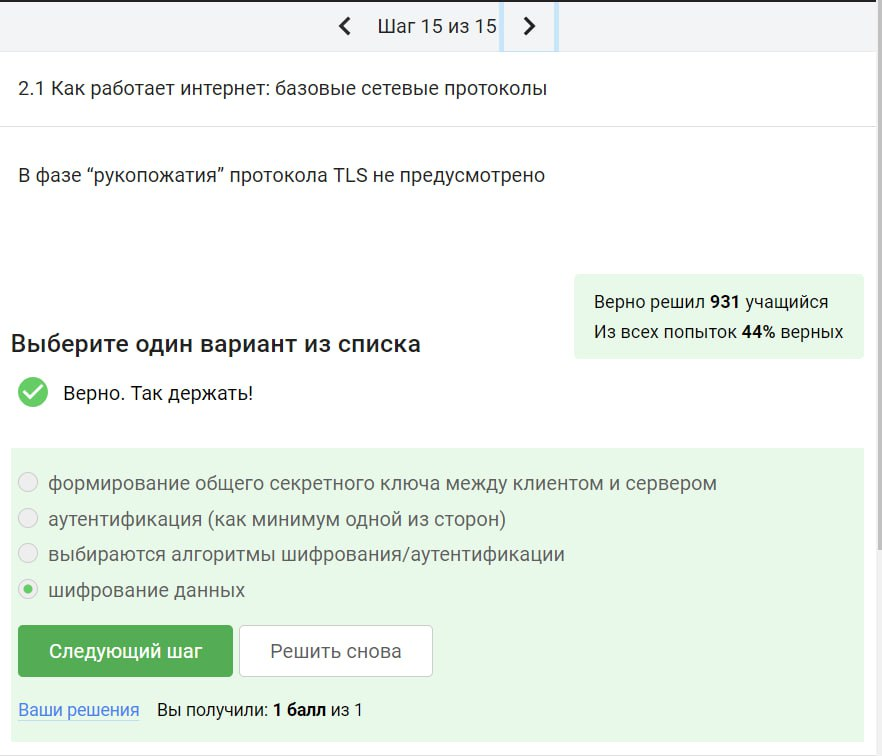 Шаг 15 из 15
2.1 Как работает интернет: базовые сетевые протоколы
В фазе “рукопожатия” протокола TLS не предусмотрено
Верно решил 931 учащийся
Из всех попыток 44% верных
Выберите один вариант из списка
Верно. Так держать!
формирование общего секретного ключа между клиентом и сервером
аутентификация (как минимум одной из сторон)
выбираются алгоритмы шифрования/аутентификации
шифрование данных
Следующий шаг
Решить снова
Ваши решения Вы получили: 1 балл из 1